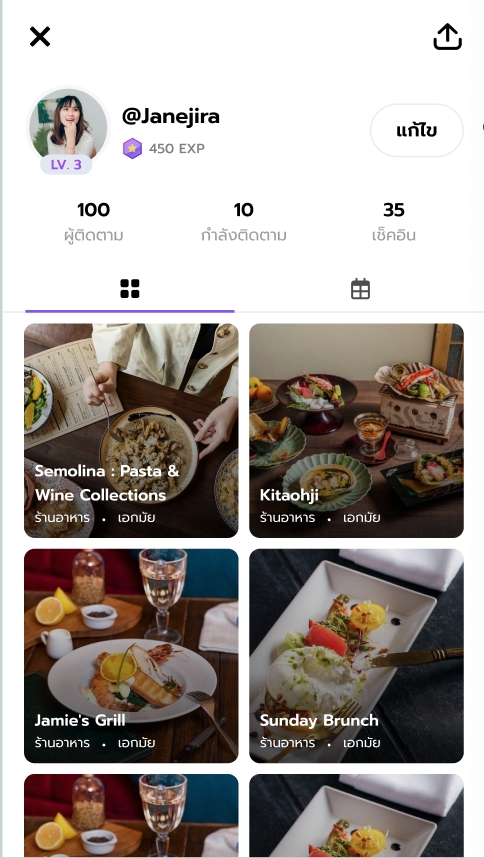 @Janejira
450 EXP
แก้ไข
LV. 3
100
ผู้ติดตาม
10
กำลังติดตาม
35
เช็คอิน
Semolina : Pasta &
Wine Collections
ร้านอาหาร • เอกมัย
Kitaohji
ร้านอาหาร • เอกมัย
Jamie's Grill
ร้านอาหาร • เอกมัย
Sunday Brunch
ร้านอาหาร • เอกมัย